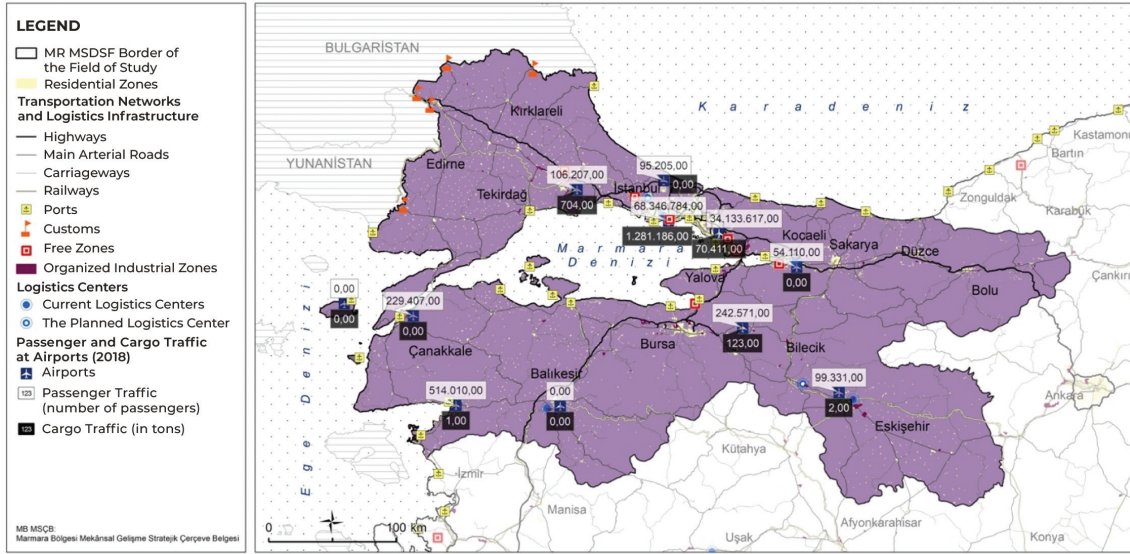 LEGEND
MR MSDSF Border of
the Field of Study
Residential Zones
Transportation Networks
and Logistics Infrastructure
Highways
Main Arterial Roads
Carriageways
Railways
Ports
Customs
Free Zones
Organized Industrial Zones
Logistics Centers
Current Logistics Centers
The Planned Logistics Center
Passenger and Cargo Traffic
at Airports (2018)
Airports
123 Passenger Traffic
(number of passengers)
123 Cargo Traffic (in tons)
MB MSÇB:
Marmara Bölgesi Mekânsal Gelişme Stratejik Çerçeve Belgesi
BULGARİSTAN
Karadeniz
Kırklareli
Kastamonu
Bartın
YUNANİSTAN
Edirne
106.207,00
95.205,00
0,00
Tekirdağ
704,00
İstanbul
68.346.784,00
34.133.617,00
Zonguldak
Karabük
1.281.186,00
70.411,00
Kocaeli
Sakarya
Düzce
Marmara
Denizi
54.110,00
0,00
Yalova
Çankırı
Bolu
0,00
0,00
229.407,00
0,00
242.571,00
123,00
Bursa
Bilecik
Çanakkale
Balıkesir
514.010,00
1,00
0,00
0,00
99.331,00
2,00
Ankara
Eskişehir
Ege Denizi
Kütahya
İzmir
Manisa
Uşak
Afyonkarahisar
Konya
0
100 km